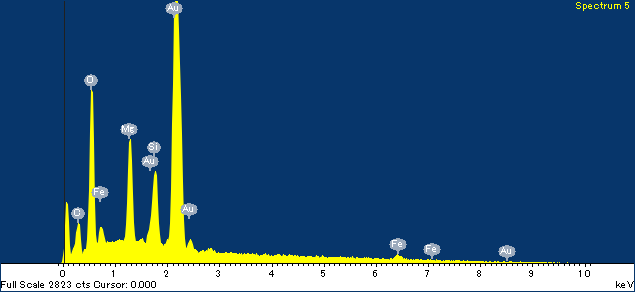 Spectrum 5
Au
O
Mg
Si
Au
Fe
C
Au
Fe
Fe
Au
0 1 2 3 4 5 6 7 8 9 10
Full Scale 2823 cts Cursor: 0.000 keV